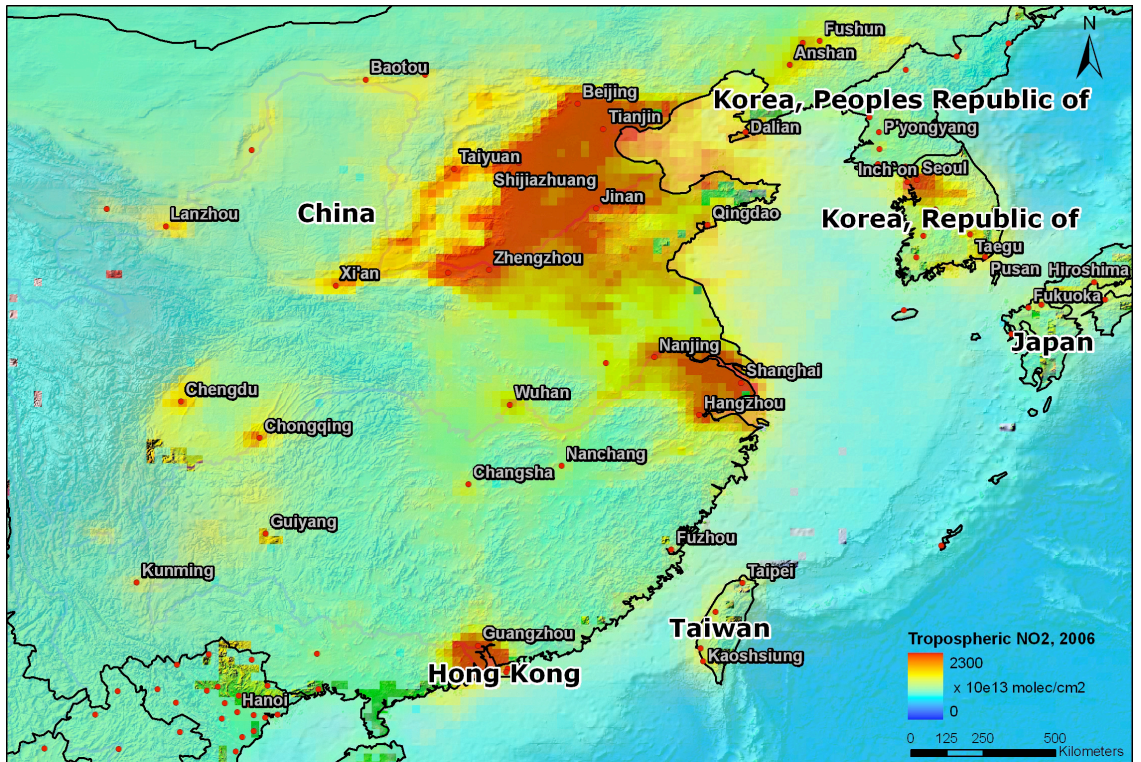 N
Fushun
Anshan
Baotou
Beijing
Korea, Peoples Republic of
Tianjin
Dalian
P'yongyang
Taiyuan
Inch'on Seoul
Shijiazhuang
Jinan
Lanzhou
China
Qingdao
Korea, Republic of
Taegu
Zhengzhou
Xi'an
Pusan
Hiroshima
Fukuoka
Japan
Nanjing
Shanghai
Chengdu
Wuhan
Hangzhou
Chongqing
Nanchang
Changsha
Guiyang
Fuzhou
Kunming
Taipei
Taiwan
Guangzhou
Kaoshsiung
Hong Kong
Hanoi
Tropospheric NO2, 2006
2300
x 10e13 molec/cm2
0
0 125 250 500
Kilometers